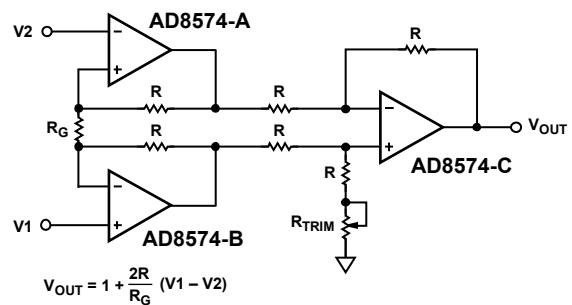 AD8574-A
V2
−
+
R
R
R
−
+
V_OUT
AD8574-C
R_G
R
R
R
R_TRIM
−
+
V1
AD8574-B
V_OUT = 1 + 2R/R_G (V1 − V2)